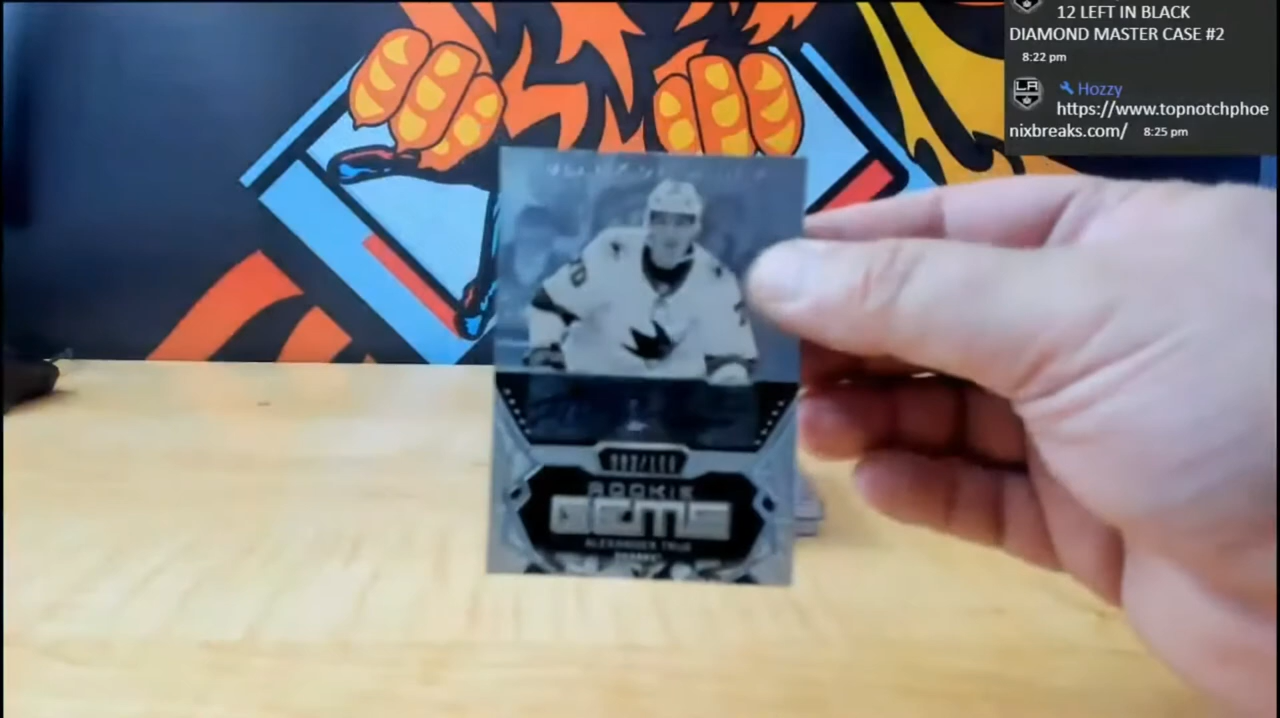 12 LEFT IN BLACK
DIAMOND MASTER CASE #2
8:22 pm
LA
Hozzy
https://www.topnotchphoe
nixbreaks.com/ 8:25 pm
ROOKIE
GEMS
ALEXANDER TRUE